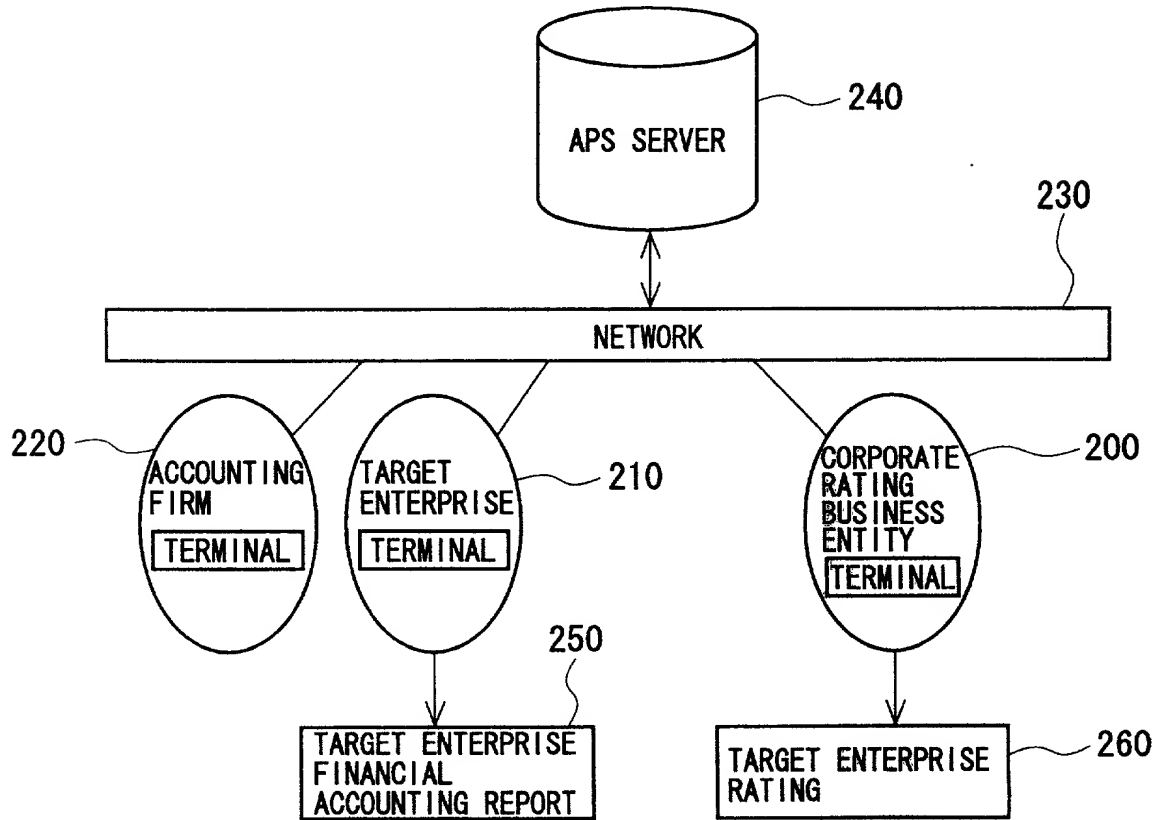 240
APS SERVER
230
NETWORK
220
ACCOUNTING
FIRM
TERMINAL
TARGET
ENTERPRISE
TERMINAL
210
CORPORATE
RATING
BUSINESS
ENTITY
TERMINAL
200
250
TARGET ENTERPRISE
FINANCIAL
ACCOUNTING REPORT
TARGET ENTERPRISE
RATING
260